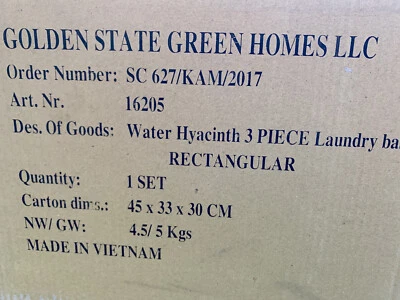 GOLDEN STATE GREEN HOMES LLC
Order Number: SC 627/KAM/2017
Art. Nr. 16205
Des. Of Goods: Water Hyacinth 3 PIECE Laundry ba
RECTANGULAR
Quantity: 1 SET
Carton dims.: 45 x 33 x 30 CM
NW/ GW: 4.5/ 5 Kgs
MADE IN VIETNAM